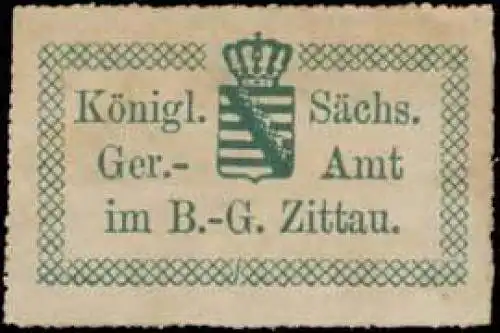 Königl. Sächs.
Ger.- Amt
im B.-G. Zittau.